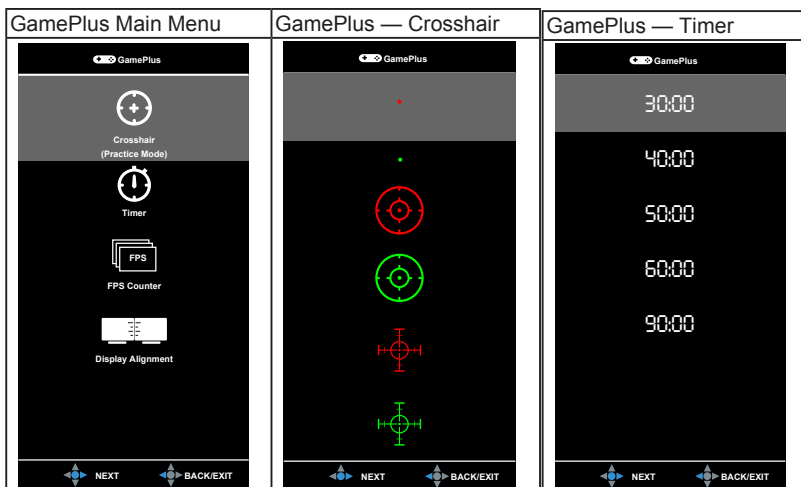 GamePlus Main Menu
GamePlus
Crosshair
(Practice Mode)
Timer
FPS
FPS Counter
Display Alignment
NEXT BACK/EXIT
GamePlus — Crosshair
GamePlus
NEXT BACK/EXIT
GamePlus — Timer
GamePlus
30:00
40:00
50:00
60:00
90:00
NEXT BACK/EXIT